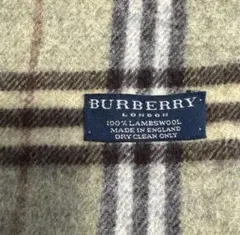 BURBERRY
LONDON
100% LAMBSWOOL
MADE IN ENGLAND
DRY CLEAN ONLY